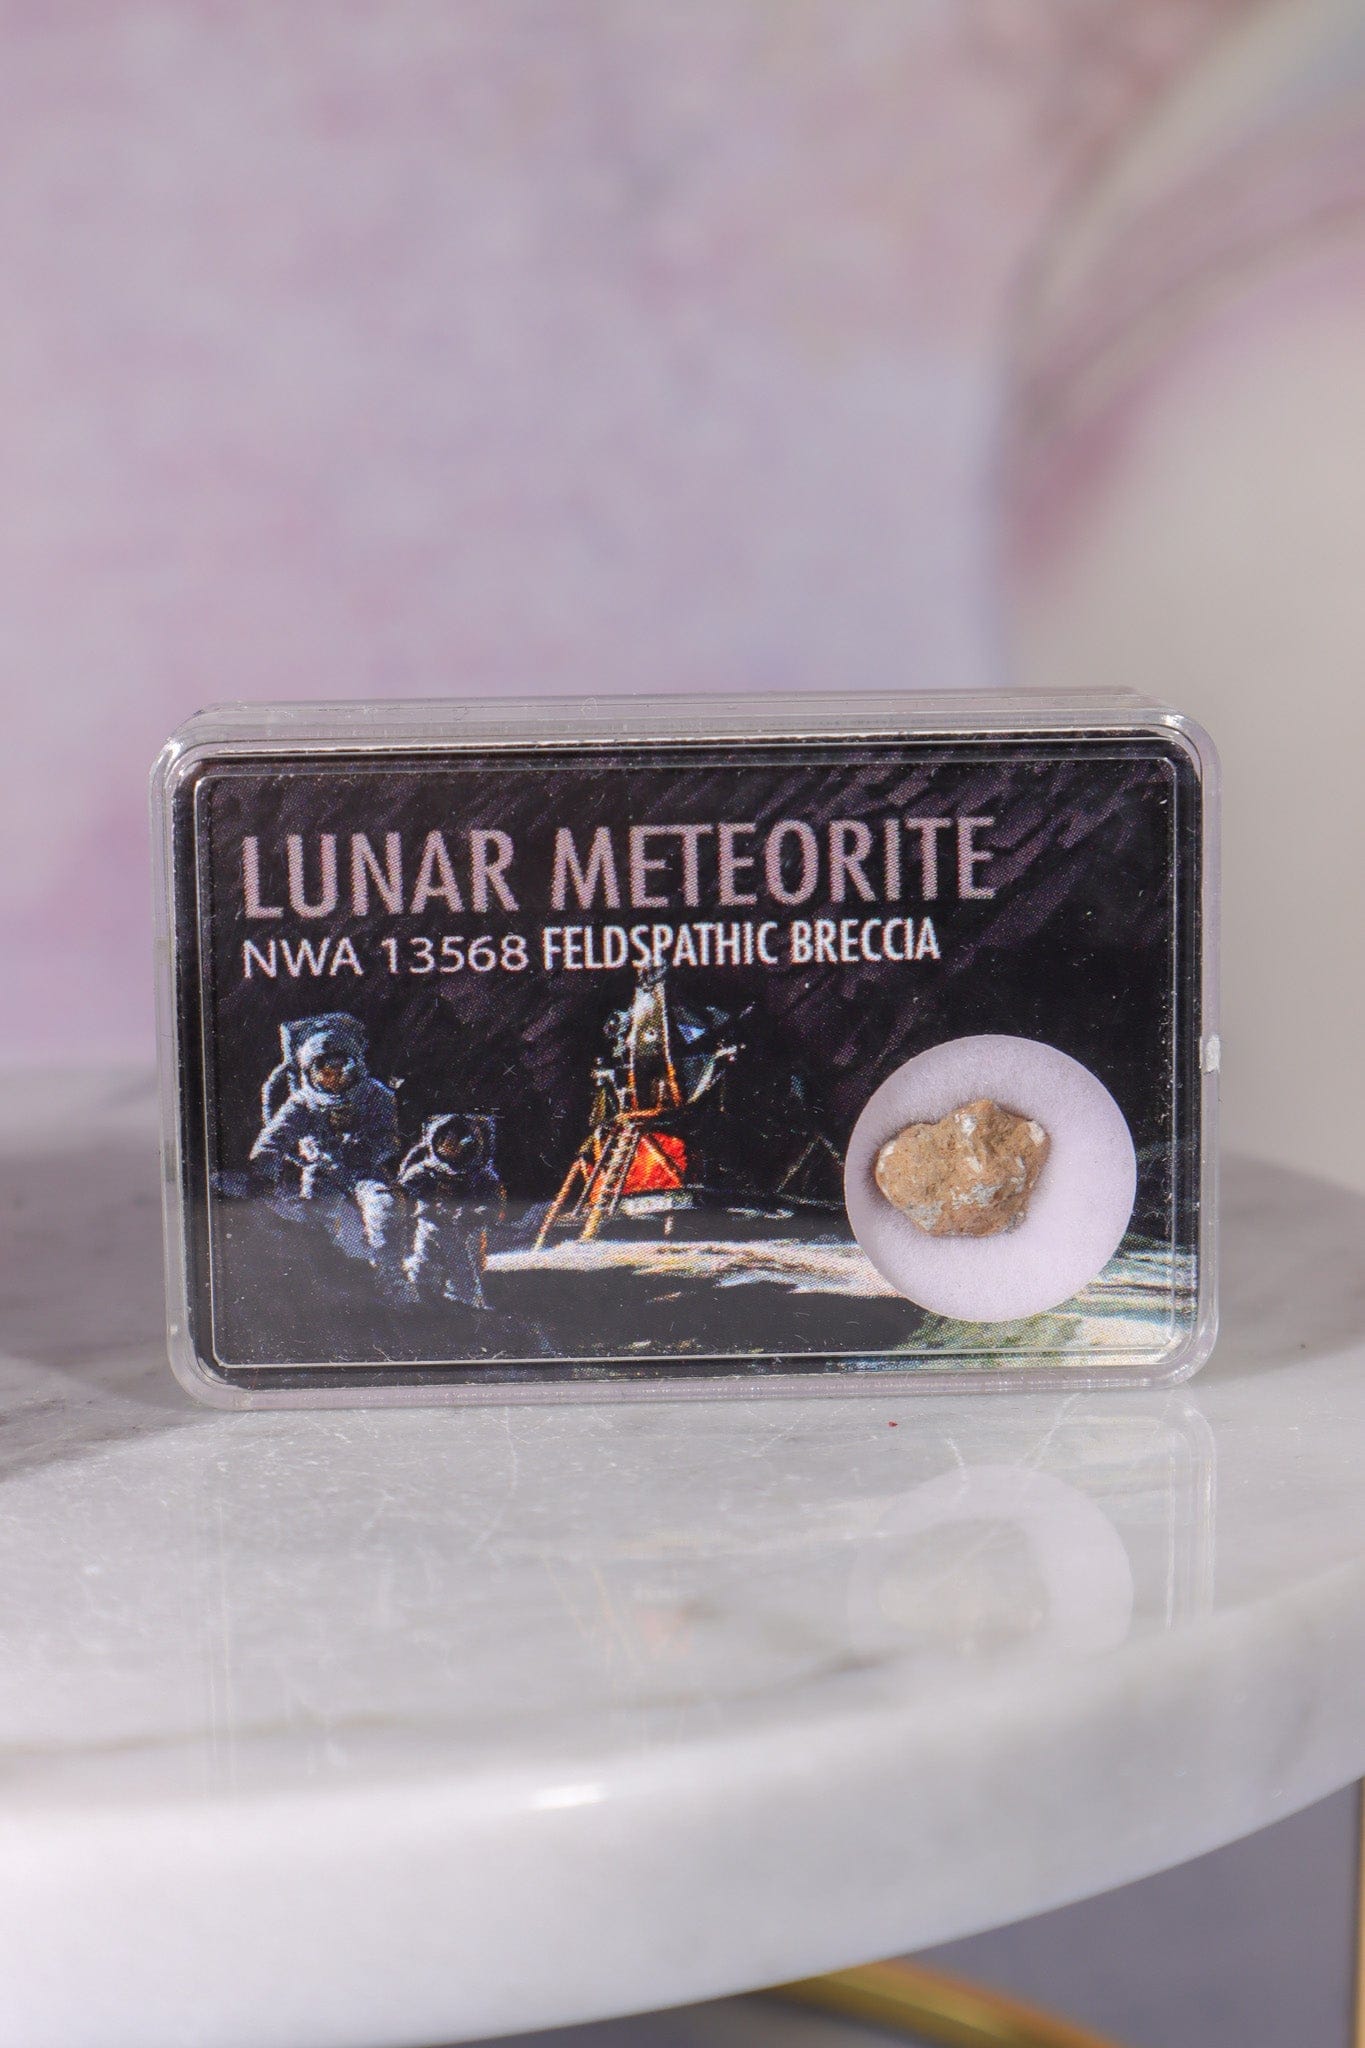 LUNAR METEORITE
NWA 13568 FELDSPATHIC BRECCIA